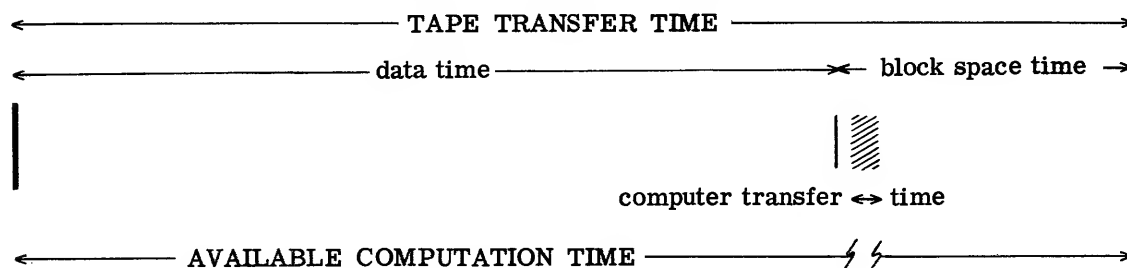 TAPE TRANSFER TIME
data time block space time
computer transfer time
AVAILABLE COMPUTATION TIME